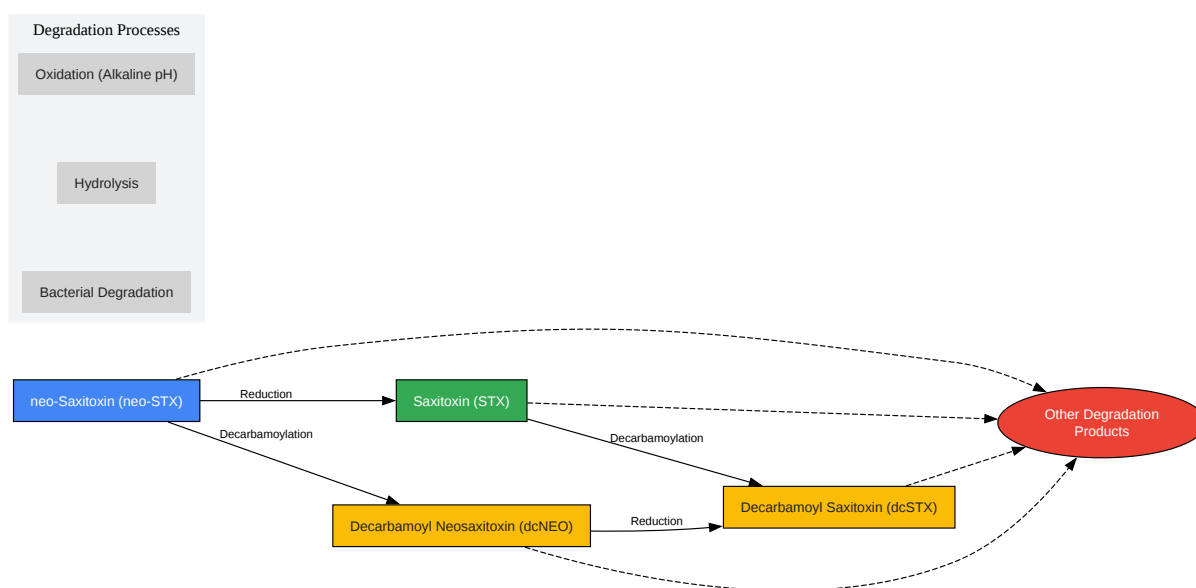 Degradation Processes
Oxidation (Alkaline pH)
Hydrolysis
Bacterial Degradation
neo-Saxitoxin (neo-STX)
Reduction
Saxitoxin (STX)
Decarbamoylation
Decarbamoylation
Other Degradation
Products
Decarbamoyl Neosaxitoxin (dcNEO)
Reduction
Decarbamoyl Saxitoxin (dcSTX)